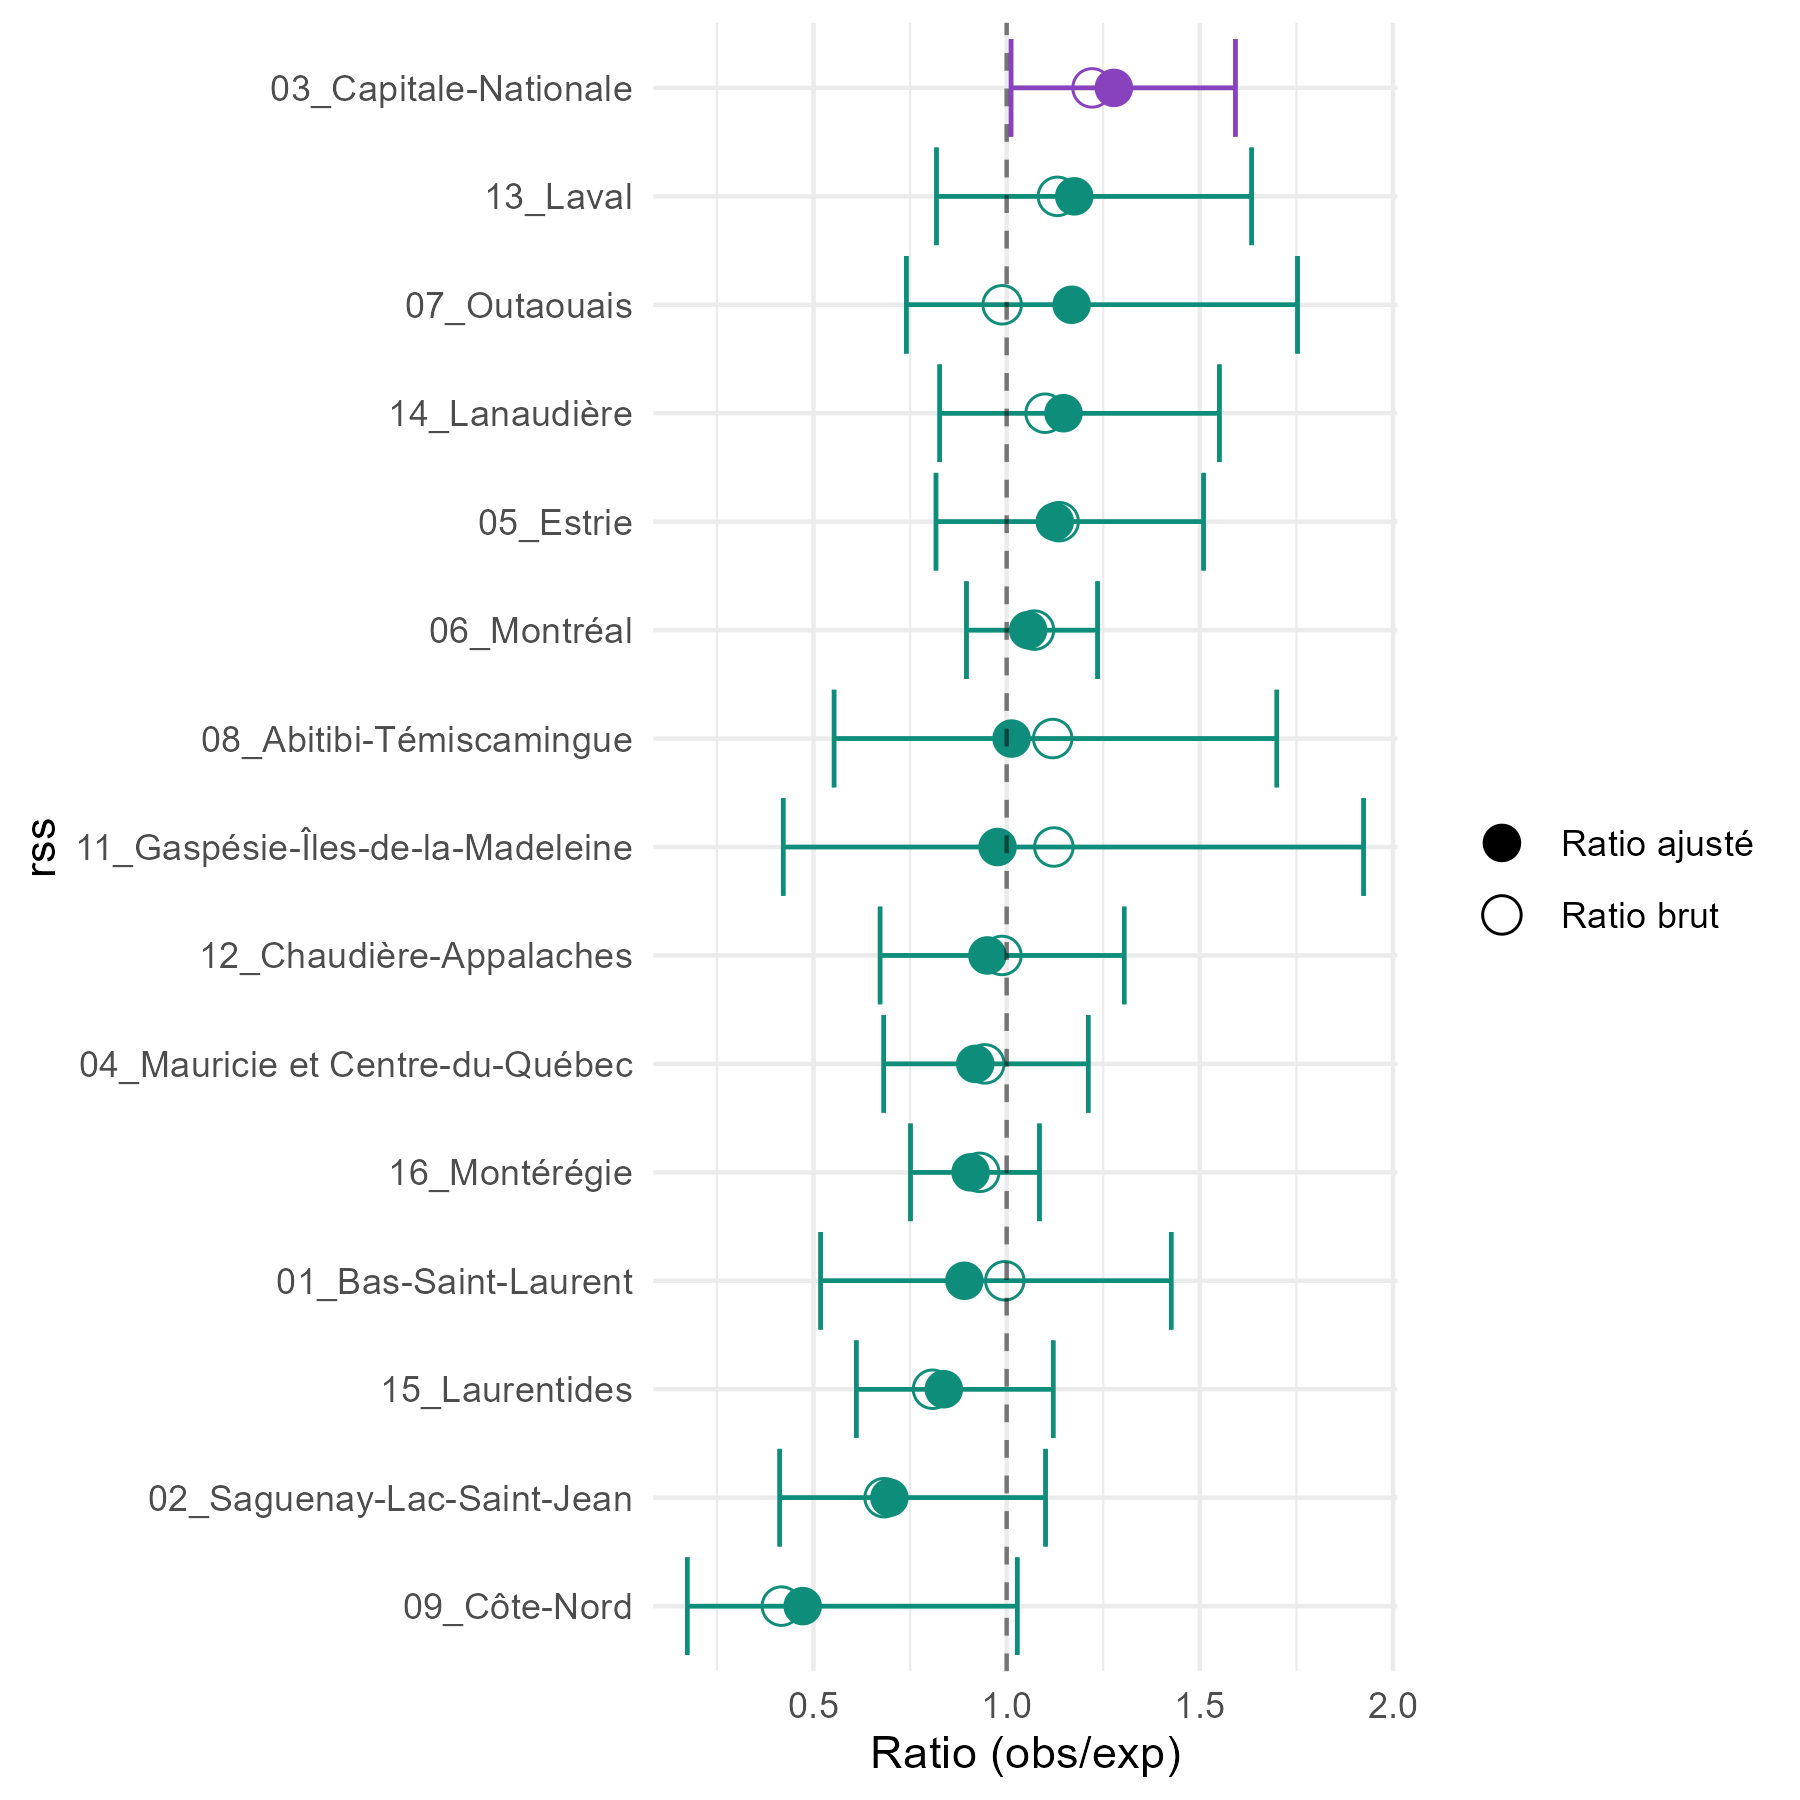 03_Capitale-Nationale
13_Laval
07_Outaouais
14_Lanaudière
05_Estrie
06_Montréal
08_Abitibi-Témiscamingue
11_Gaspésie-Îles-de-la-Madeleine
12_Chaudière-Appalaches
04_Mauricie et Centre-du-Québec
16_Montérégie
01_Bas-Saint-Laurent
15_Laurentides
02_Saguenay-Lac-Saint-Jean
09_Côte-Nord
rss
0.5 1.0 1.5 2.0
Ratio (obs/exp)
Ratio ajusté
Ratio brut